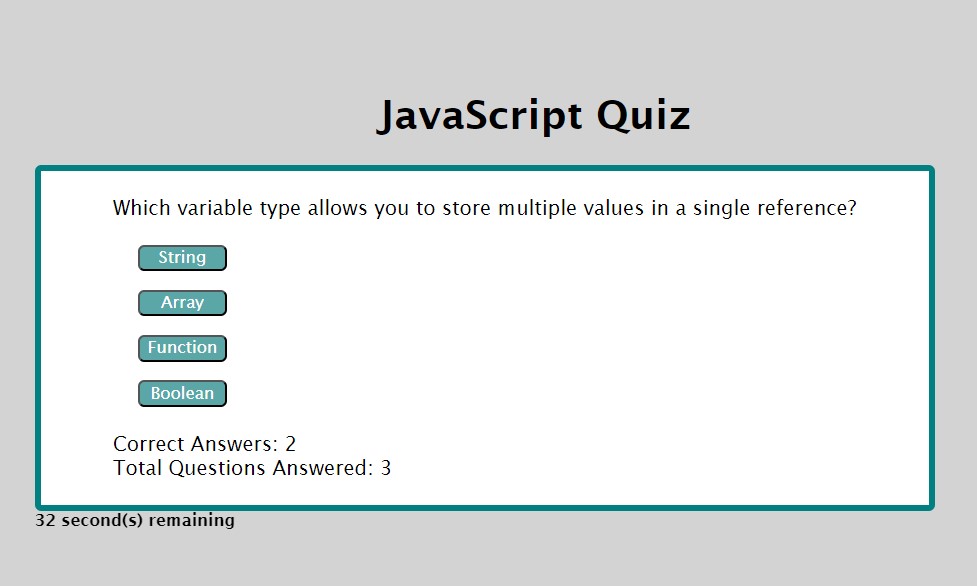 JavaScript Quiz
Which variable type allows you to store multiple values in a single reference?
String
Array
Function
Boolean
Correct Answers: 2
Total Questions Answered: 3
32 second(s) remaining